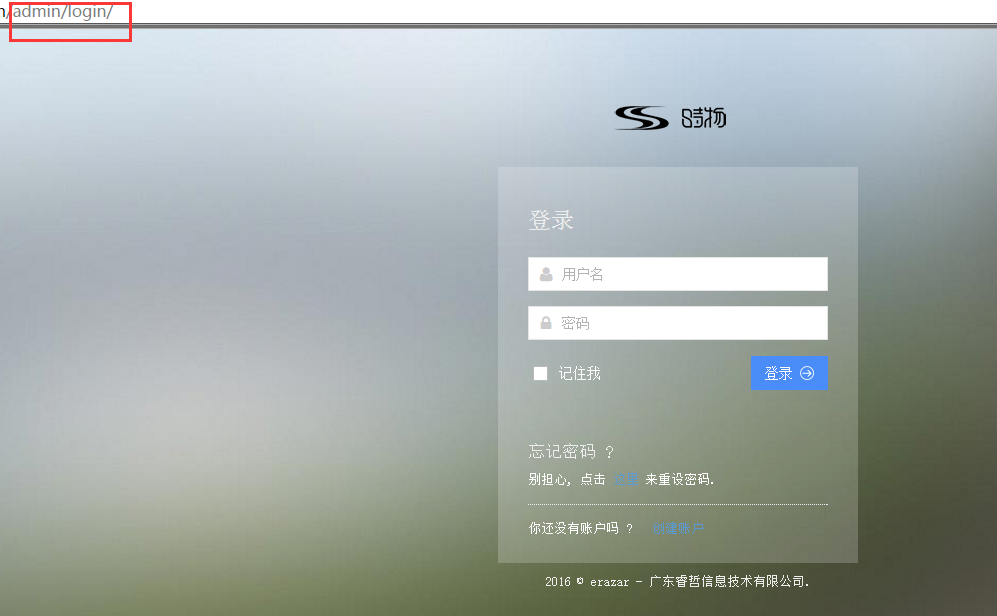 /admin/login/
时物
登录
用户名
密码
记住我
登录
忘记密码 ?
别担心, 点击 这里 来重设密码.
你还没有账户吗 ? 创建账户
2016 © erazar - 广东睿哲信息技术有限公司.